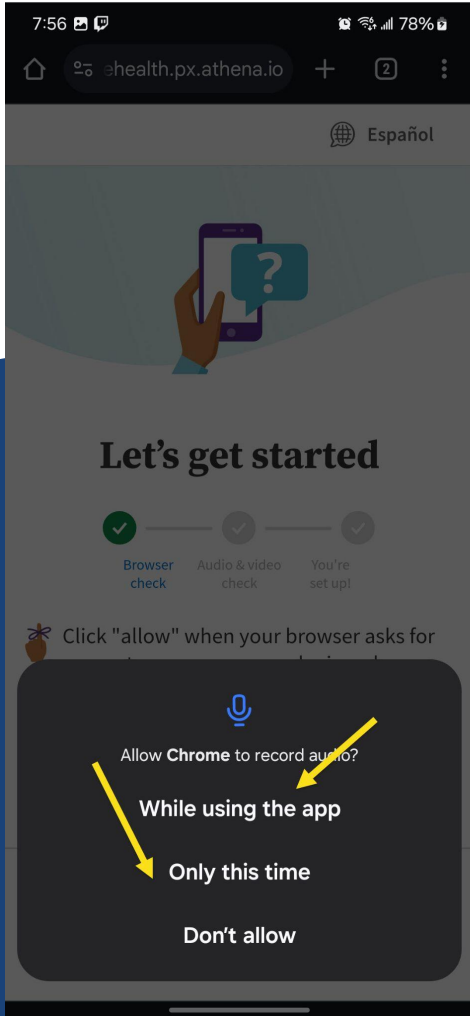 7:56 78%
ehealth.px.athena.io 2
Español
?
Let's get started
Browser check
Audio & video check
You're set up!
Click "allow" when your browser asks for
Allow Chrome to record audio?
While using the app
Only this time
Don't allow